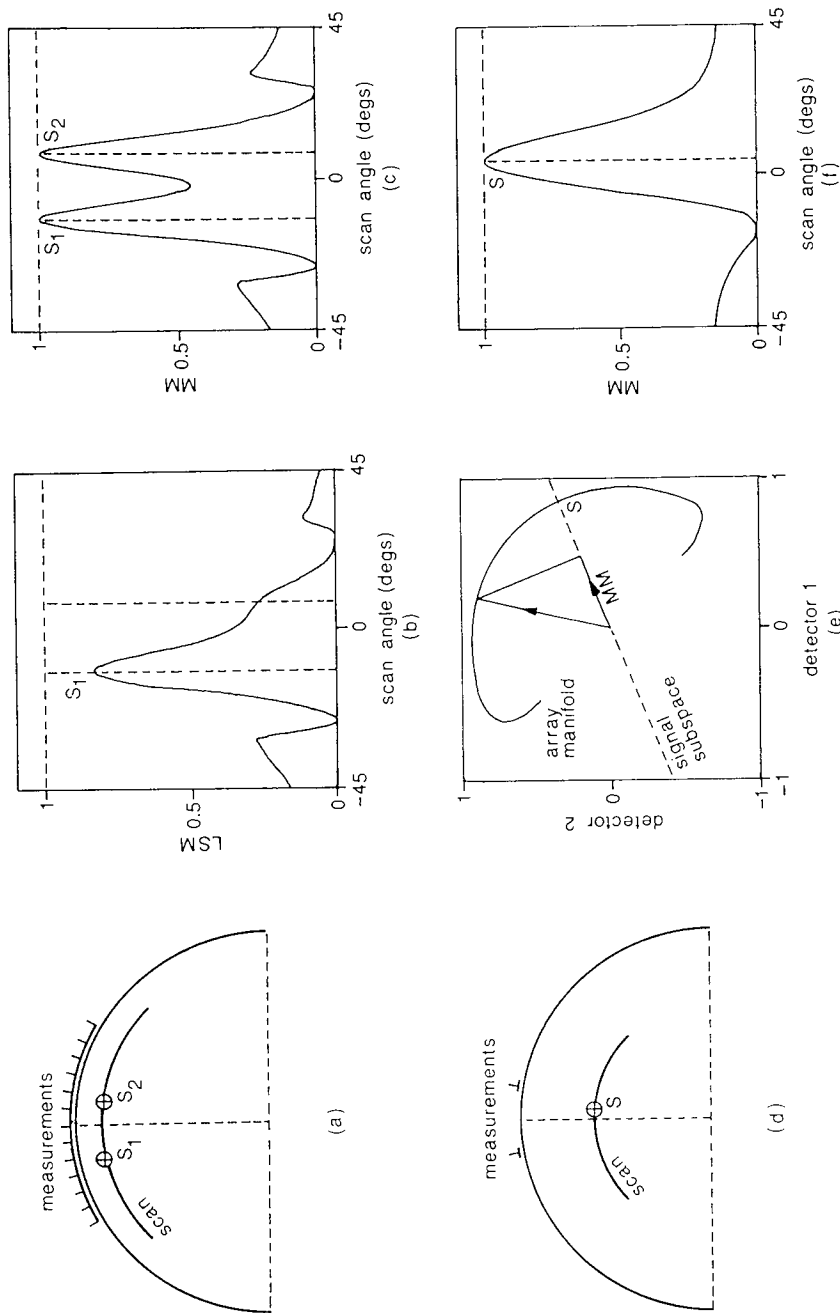 measurements
S1
S2
scan
(a)
LSM
1
0.5
0
S1
-45
0
45
scan angle (degs)
(b)
MM
1
0.5
0
S1
S2
-45
0
45
scan angle (degs)
(c)
measurements
S
scan
(d)
detector 2
1
0
-1
array
manifold
signal
subspace
MM
S
-1
0
1
detector 1
(e)
MM
1
0.5
0
S
-45
0
45
scan angle (degs)
(f)